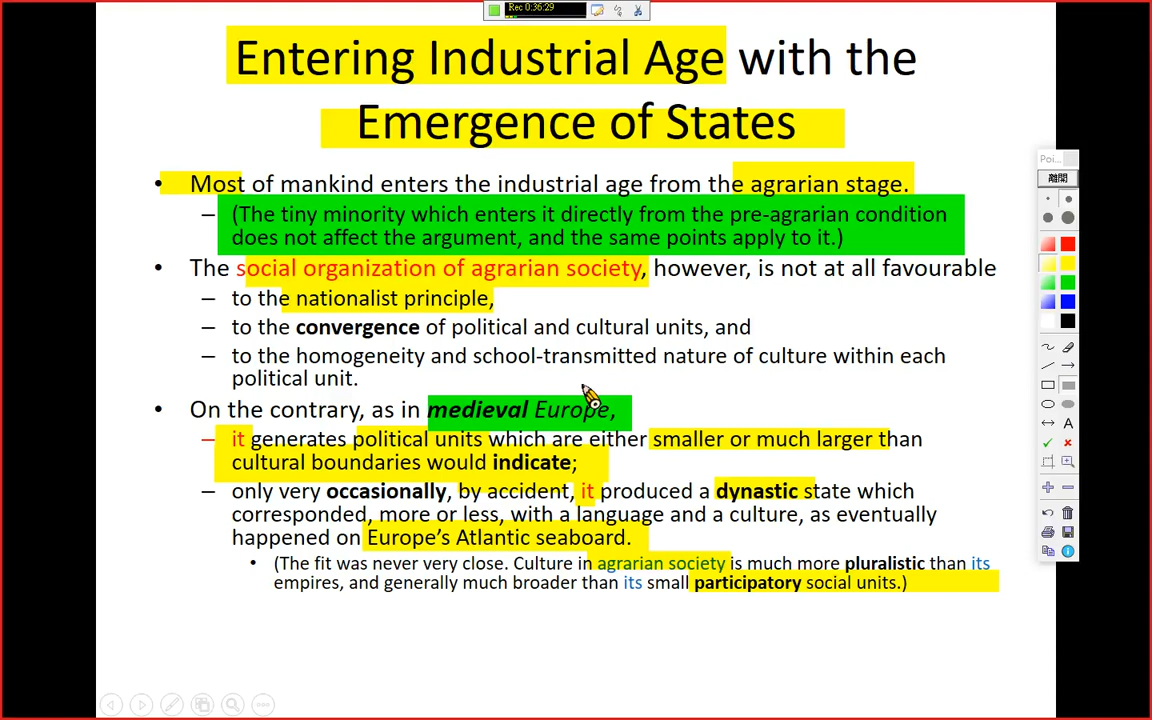 Rec 0:36:29
Entering Industrial Age with the
Emergence of States
• Most of mankind enters the industrial age from the agrarian stage.
– (The tiny minority which enters it directly from the pre-agrarian condition
does not affect the argument, and the same points apply to it.)
• The social organization of agrarian society, however, is not at all favourable
– to the nationalist principle,
– to the convergence of political and cultural units, and
– to the homogeneity and school-transmitted nature of culture within each
political unit.
• On the contrary, as in medieval Europe,
– it generates political units which are either smaller or much larger than
cultural boundaries would indicate;
– only very occasionally, by accident, it produced a dynastic state which
corresponded, more or less, with a language and a culture, as eventually
happened on Europe's Atlantic seaboard.
• (The fit was never very close. Culture in agrarian society is much more pluralistic than its
empires, and generally much broader than its small participatory social units.)
Poi...
離開
A